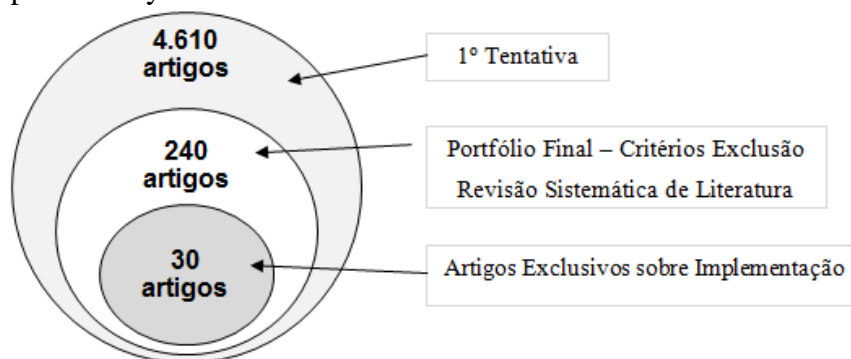 4.610
artigos
1º Tentativa
240
artigos
Portfólio Final – Critérios Exclusão
Revisão Sistemática de Literatura
30
artigos
Artigos Exclusivos sobre Implementação